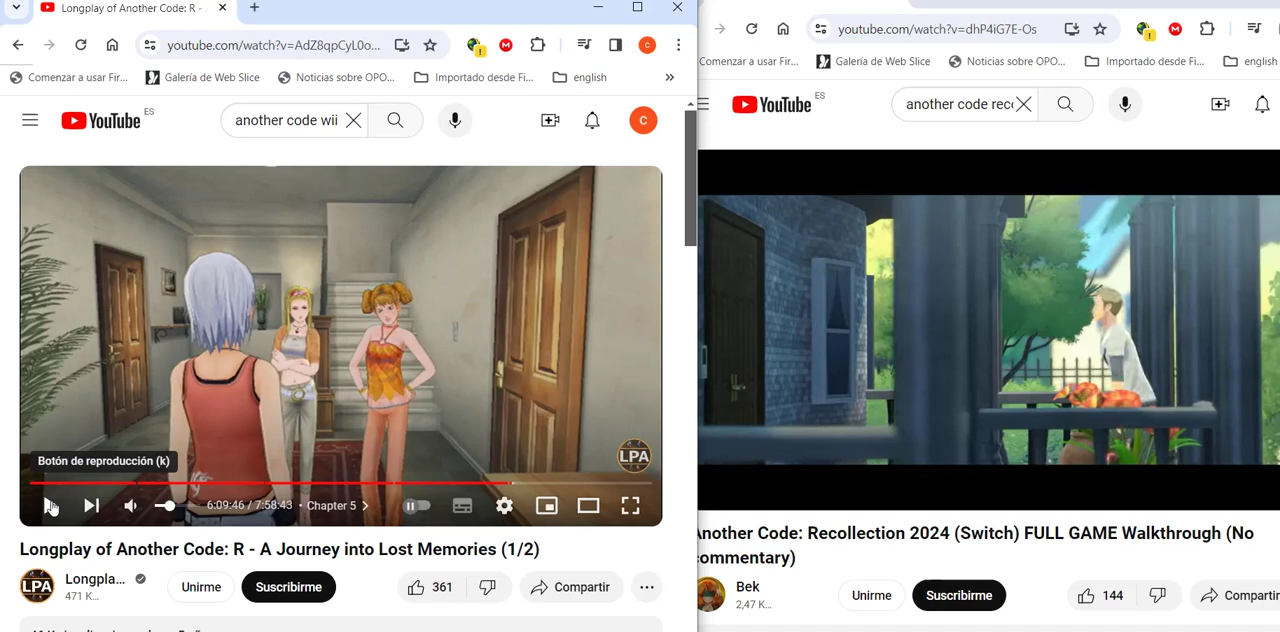 Longplay of Another Code: R -
youtube.com/watch?v=AdZ8qpCyL0o...
Comenzar a usar Fir...
Galería de Web Slice
Noticias sobre OPO...
Importado desde Fi...
english
YouTube ES
another code wii
C
Botón de reproducción (k)
LPA
6:09:46 / 7:58:43 • Chapter 5
Longplay of Another Code: R - A Journey into Lost Memories (1/2)
LPA
Longpla...
471 K...
Unirme
Suscribirme
361
Compartir
youtube.com/watch?v=dhP4iG7E-Os
Comenzar a usar Fir...
Galería de Web Slice
Noticias sobre OPO...
Importado desde Fi...
english
YouTube ES
another code reco
Another Code: Recollection 2024 (Switch) FULL GAME Walkthrough (No
commentary)
Bek
2,47 K...
Unirme
Suscribirme
144
Compartir